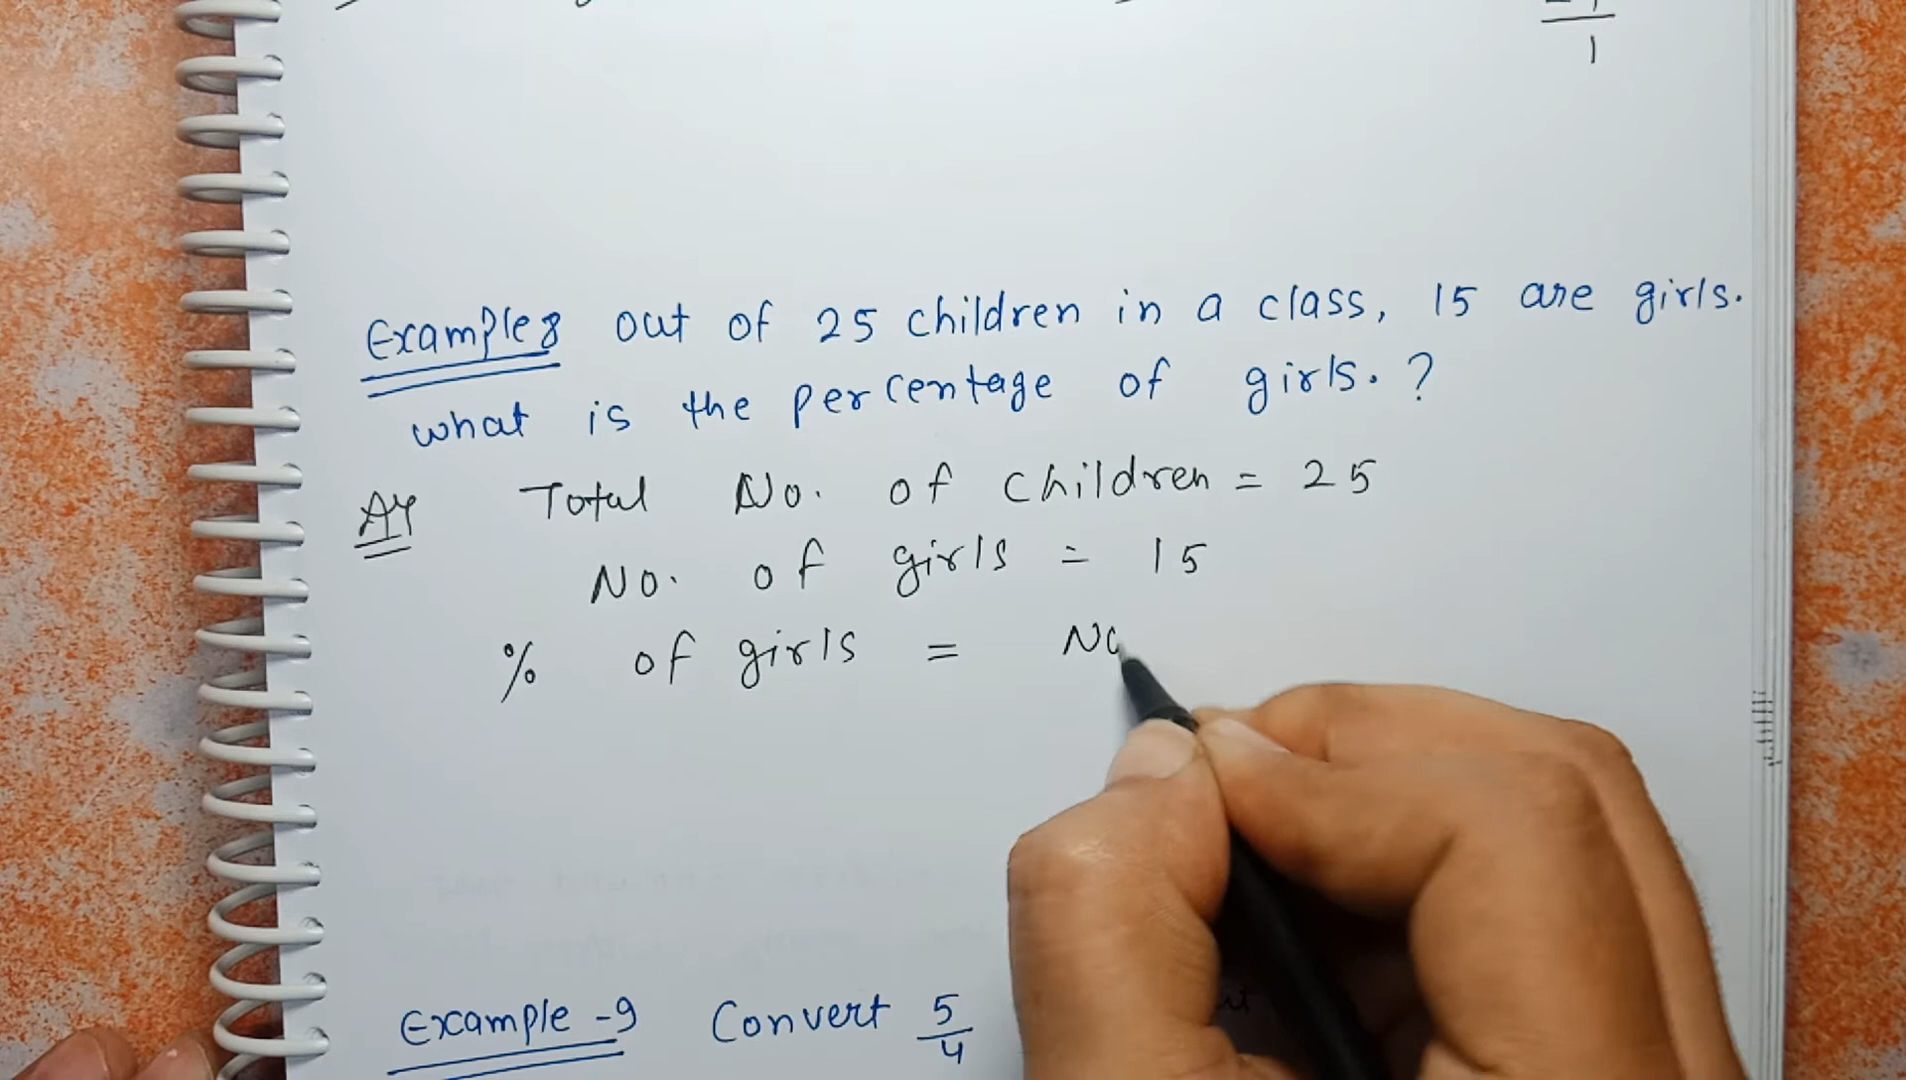 1
Example 8 out of 25 children in a class, 15 are girls.
what is the percentage of girls. ?
Total No. of children = 25
No. of girls = 15
% of girls = No
Example - 9 Convert 5/4